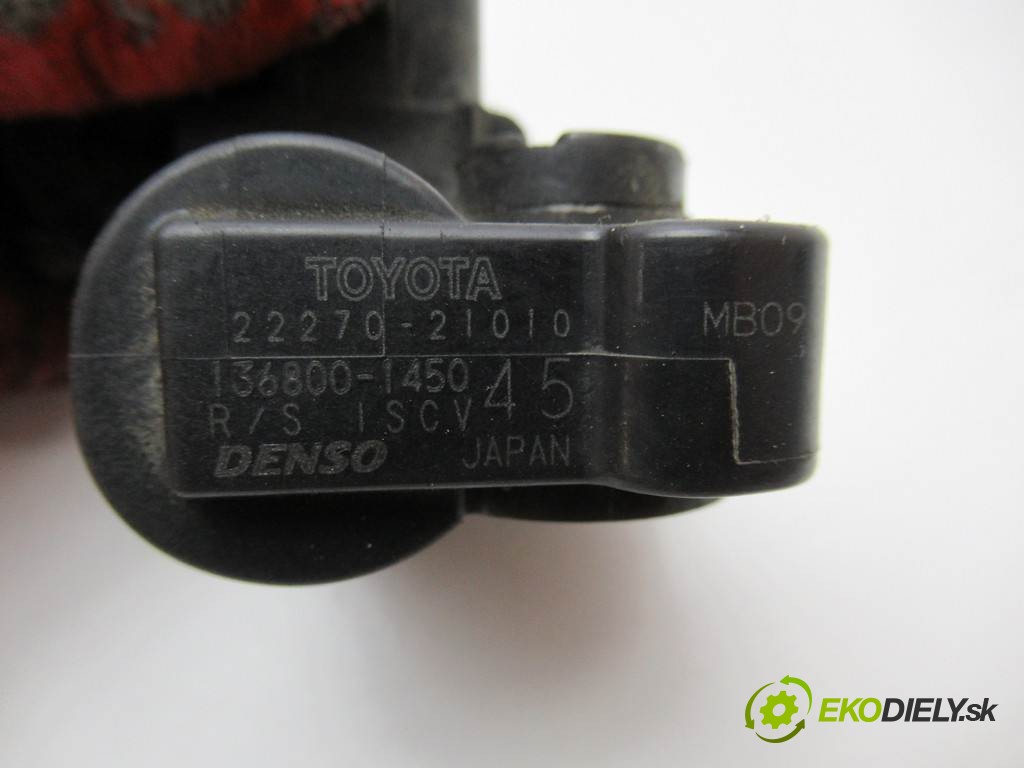 TOYOTA
22270-21010
MB09
136800-1450 45
R/S ISCV
DENSO JAPAN
EKODIELY.sk